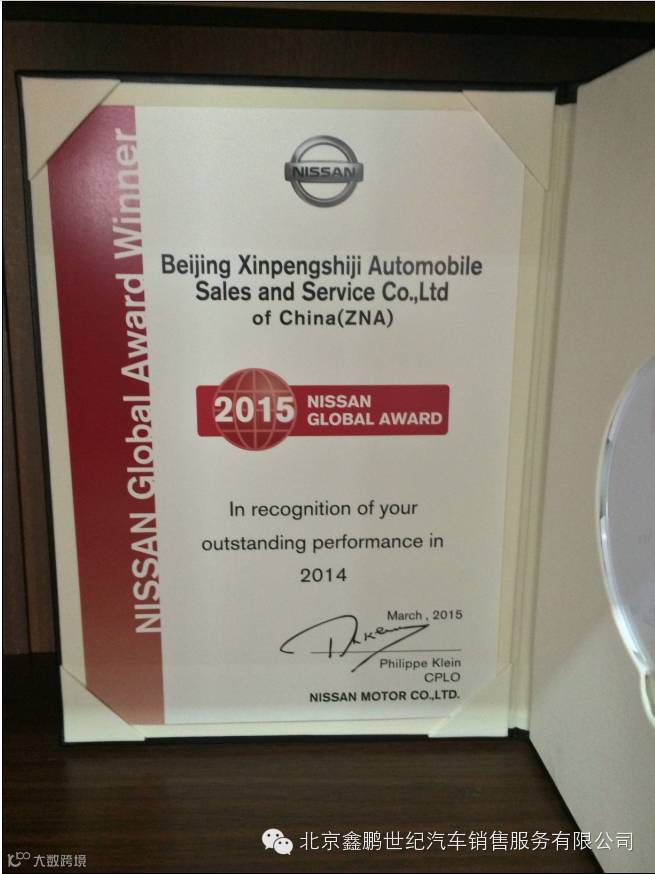 NISSAN
NISSAN Global Award Winner
Beijing Xinpengshiji Automobile
Sales and Service Co.,Ltd
of China(ZNA)
2015 NISSAN
GLOBAL AWARD
In recognition of your
outstanding performance in
2014
March , 2015
Philippe Klein
CPLO
NISSAN MOTOR CO.,LTD.
北京鑫鹏世纪汽车销售服务有限公司
K100 大数跨境